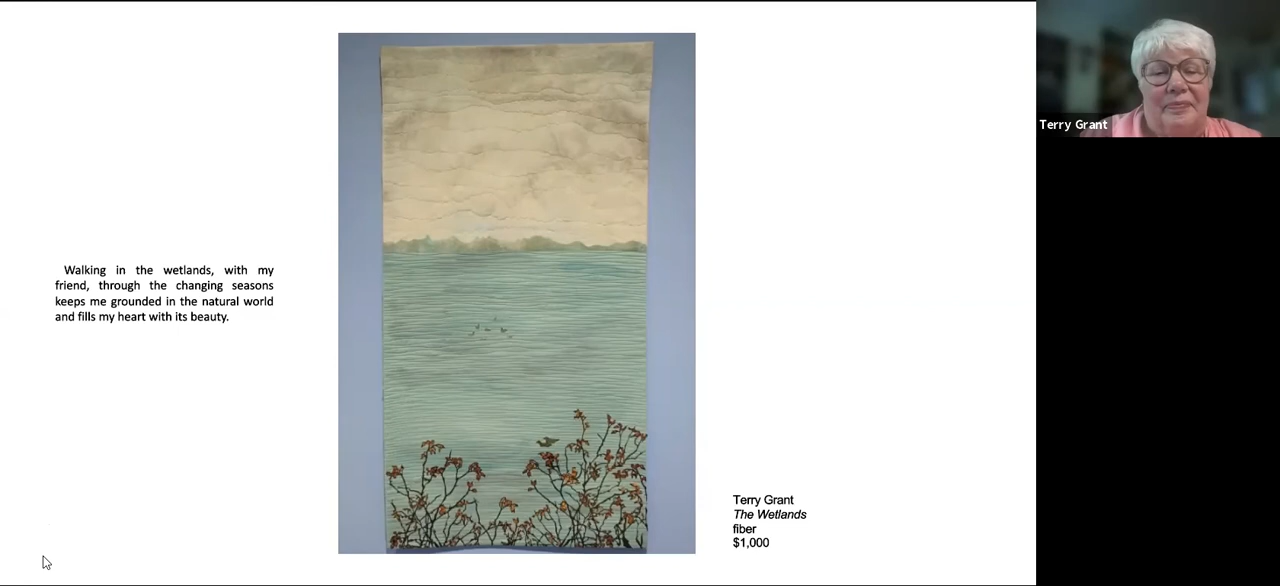 Walking in the wetlands, with my
friend, through the changing seasons
keeps me grounded in the natural world
and fills my heart with its beauty.
Terry Grant
The Wetlands
fiber
$1,000
Terry Grant